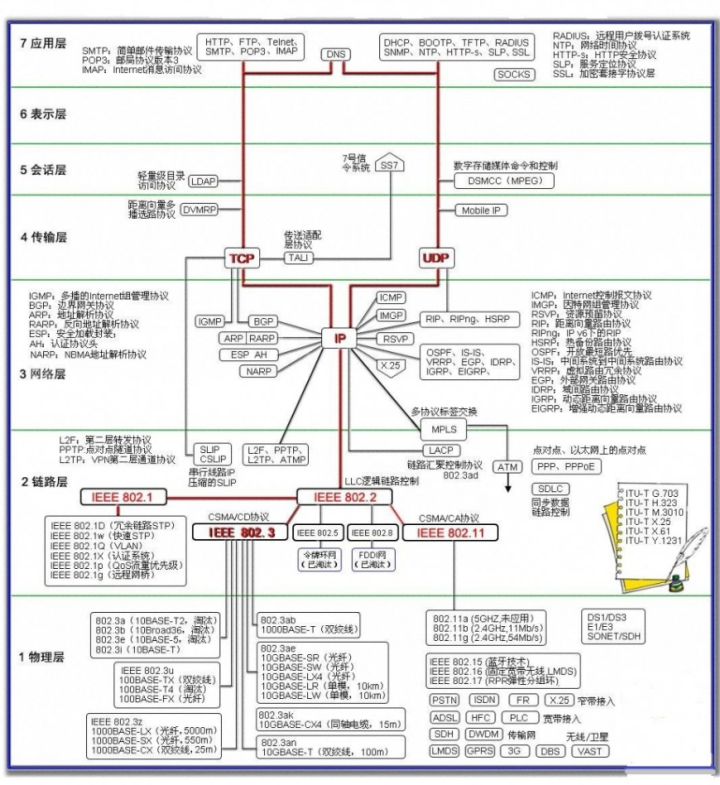 7 应用层
SMTP：简单邮件传输协议
POP3：邮局协议版本3
IMAP：Internet消息访问协议
HTTP、FTP、Telnet、
SMTP、POP3、IMAP
DNS
DHCP、BOOTP、TFTP、RADIUS
SNMP、NTP、HTTP-s、SLP、SSL
SOCKS
RADIUS：远程用户拨号认证系统
NTP：网络时间协议
HTTP-s：HTTP安全协议
SLP：服务定位协议
SSL：加密套接字协议层
6 表示层
5 会话层
轻量级目录
访问协议
LDAP
7号信
令系统
SS7
数字存储媒体命令和控制
DSMCC（MPEG）
4 传输层
距离向量多
播选路协议
DVMRP
传送适配
层协议
TALI
TCP
UDP
Mobile IP
3 网络层
IGMP：多播的Internet组管理协议
BGP：边界网关协议
ARP：地址解析协议
RARP：反向地址解析协议
ESP：安全加载封装；
AH：认证协议头
NARP：NBMA地址解析协议
IGMP
BGP
ARP
RARP
ESP AH
NARP
IP
ICMP
IMGP
RIP、RIPng、HSRP
RSVP
X.25
OSPF、IS-IS、
VRRP、EGP、IDRP、
IGRP、EIGRP、
ICMP：Internet控制报文协议
IMGP：因特网组管理协议
RSVP：资源预留协议
RIP：距离向量路由协议
RIPng：IP v6下的RIP
HSRP：热备份路由协议
OSPF：开放最短路优先
IS-IS：中间系统到中间系统路由协议
VRRP：虚拟路由冗余协议
EGP：外部网关路由协议
IDRP：域间路由协议
IGRP：动态距离向量路由协议
EIGRP：增强动态距离向量路由协议
多协议标签交换
MPLS
2 链路层
L2F：第二层转发协议
PPTP:点对点隧道协议
L2TP：VPN第二层通道协议
SLIP
CSLIP
串行线路IP
压缩的SLIP
L2F、PPTP、
L2TP、ATMP
LACP
链路汇聚控制协议
802.3ad
ATM
点对点、以太网上的点对点
PPP、PPPoE
SDLC
同步数据
链路控制
LLC逻辑链路控制
IEEE 802.1
IEEE 802.2
CSMA/CD协议
IEEE 802.3
IEEE 802.5
IEEE 802.8
CSMA/CA协议
IEEE 802.11
IEEE 802.1D（冗余链路STP）
IEEE 802.1w（快速STP）
IEEE 802.1Q（VLAN）
IEEE 802.1X（认证系统）
IEEE 802.1p（QoS流量优先级）
IEEE 802.1g（远程网桥）
令牌环网
（已淘汰）
FDDI网
（已淘汰）
ITU-T G.703
ITU-T H.323
ITU-T M.3010
ITU-T X.25
ITU-T X.61
ITU-T Y.1231
1 物理层
802.3a（10BASE-T2，淘汰）
802.3b（10Broad36，淘汰）
802.3e（10BASE-5，淘汰）
802.3i（10BASE-T）
IEEE 802.3u
100BASE-TX（双绞线）
100BASE-T4（淘汰）
100BASE-FX（光纤）
IEEE 802.3z
1000BASE-LX（光纤,5000m）
1000BASE-SX（光纤,550m）
1000BASE-CX（双绞线,25m）
802.3ab
1000BASE-T（双绞线）
802.3ae
10GBASE-SR（光纤）
10GBASE-SW（光纤）
10GBASE-LX4（光纤）
10GBASE-LR（单模，10km）
10GBASE-LW（单模，10km）
802.3ak
10GBASE-CX4（同轴电缆，15m）
802.3an
10GBASE-T（双绞线，100m）
802.11a（5GHZ,未应用）
802.11b（2.4GHz,11Mb/s）
802.11g（2.4GHz,54Mb/s）
DS1/DS3
E1/E3
SONET/SDH
IEEE 802.15 (蓝牙技术)
IEEE 802.16 (固定宽带无线,LMDS)
IEEE 802.17 (RPR弹性分组环)
PSTN ISDN FR X.25 窄带接入
ADSL HFC PLC 宽带接入
SDH DWDM 传输网 无线/卫星
LMDS GPRS 3G DBS VAST